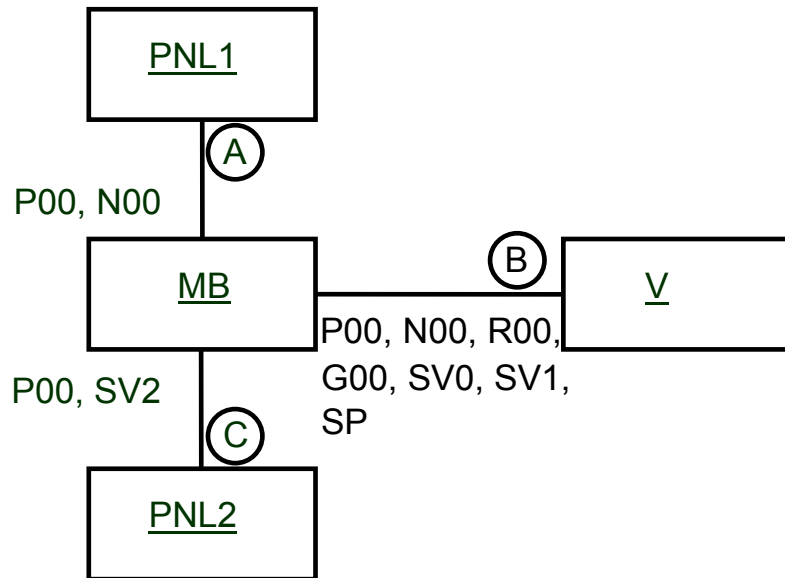 PNL1
A
P00, N00
MB
B
V
P00, N00, R00,
G00, SV0, SV1,
SP
P00, SV2
C
PNL2